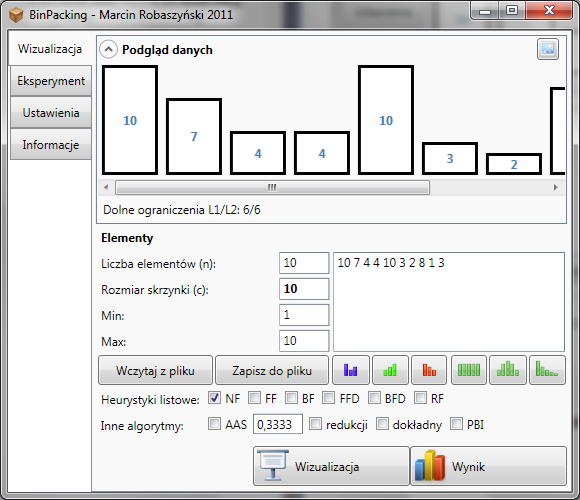 BinPacking - Marcin Robaszyński 2011
Wizualizacja
Eksperyment
Ustawienia
Informacje
Podgląd danych
10 7 4 4 10 3 2
Dolne ograniczenia L1/L2: 6/6
Elementy
Liczba elementów (n): 10
10 7 4 4 10 3 2 8 1 3
Rozmiar skrzynki (c): 10
Min: 1
Max: 10
Wczytaj z pliku Zapisz do pliku
Heurystyki listowe: NF FF BF FFD BFD RF
Inne algorytmy: AAS 0,3333 redukcji dokładny PBI
Wizualizacja Wynik